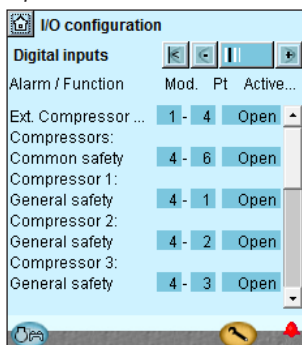 I/O configuration
Digital inputs
Alarm / Function Mod. Pt Active...
Ext. Compressor ... 1 - 4 Open
Compressors:
Common safety 4 - 6 Open
Compressor 1:
General safety 4 - 1 Open
Compressor 2:
General safety 4 - 2 Open
Compressor 3:
General safety 4 - 3 Open